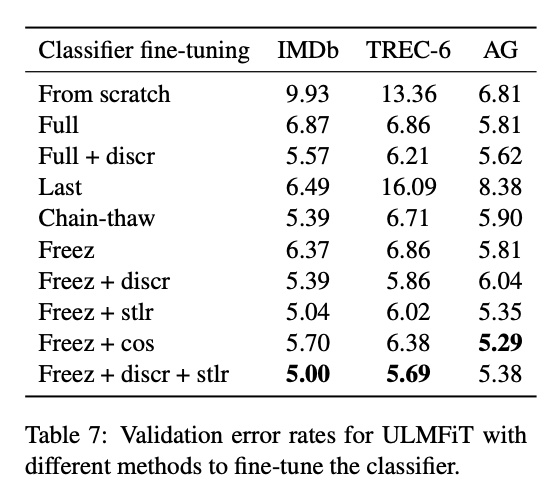 Classifier fine-tuning IMDb TREC-6 AG
From scratch 9.93 13.36 6.81
Full 6.87 6.86 5.81
Full + discr 5.57 6.21 5.62
Last 6.49 16.09 8.38
Chain-thaw 5.39 6.71 5.90
Freez 6.37 6.86 5.81
Freez + discr 5.39 5.86 6.04
Freez + stlr 5.04 6.02 5.35
Freez + cos 5.70 6.38 5.29
Freez + discr + stlr 5.00 5.69 5.38
Table 7: Validation error rates for ULMFiT with
different methods to fine-tune the classifier.